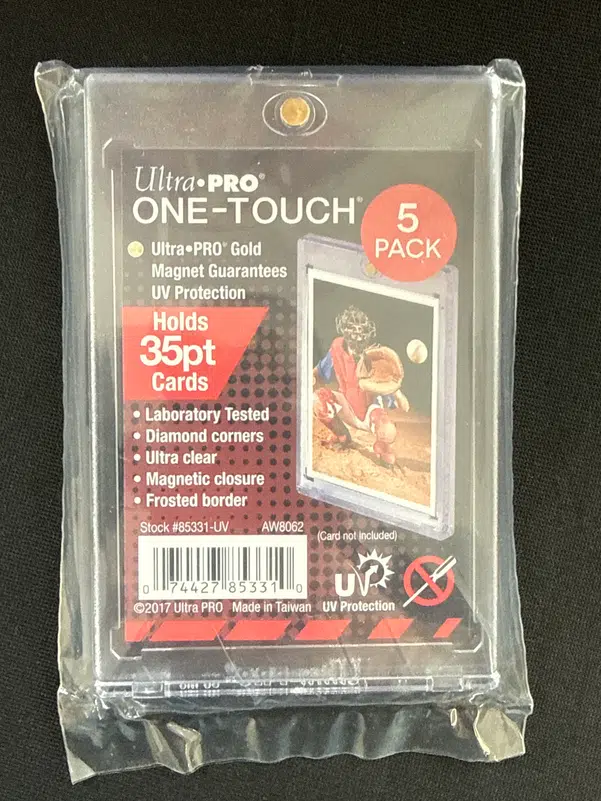 Ultra•PRO®
ONE-TOUCH®
5
PACK
Ultra•PRO® Gold
Magnet Guarantees
UV Protection
Holds
35pt
Cards
• Laboratory Tested
• Diamond corners
• Ultra clear
• Magnetic closure
• Frosted border
Stock #85331-UV AW8062
(Card not included)
0 74427 85331 0
UV
UV Protection
©2017 Ultra PRO Made in Taiwan